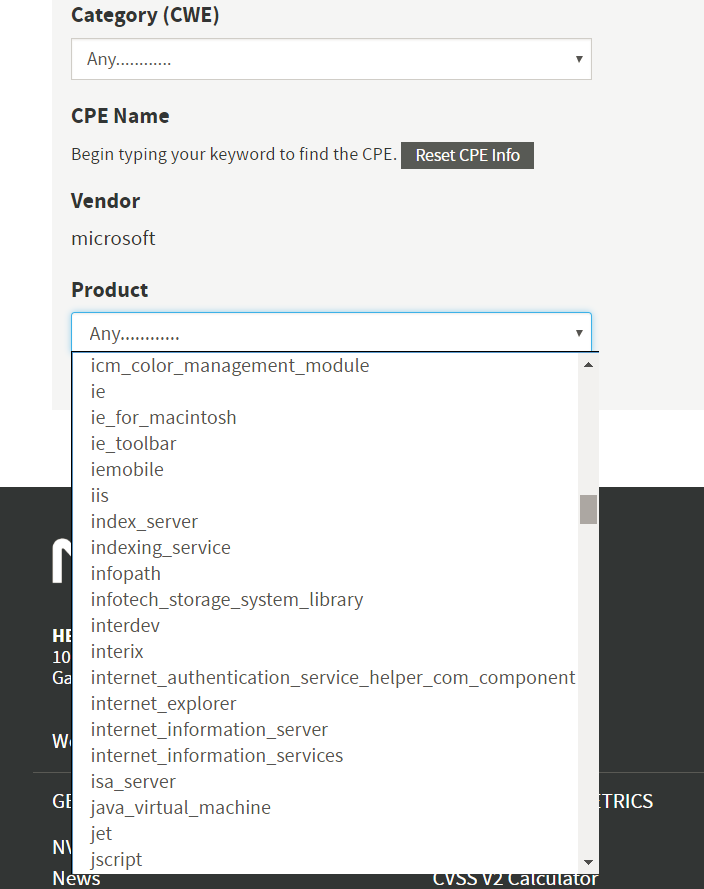 Category (CWE)
Any............
CPE Name
Begin typing your keyword to find the CPE. Reset CPE Info
Vendor
microsoft
Product
Any............
icm_color_management_module
ie
ie_for_macintosh
ie_toolbar
iemobile
iis
index_server
indexing_service
infopath
infotech_storage_system_library
interdev
interix
internet_authentication_service_helper_com_component
internet_explorer
internet_information_server
internet_information_services
isa_server
java_virtual_machine
jet
jscript
HE
10
Ga
We
GE ETRICS
NV
News CVSS V2 Calculator